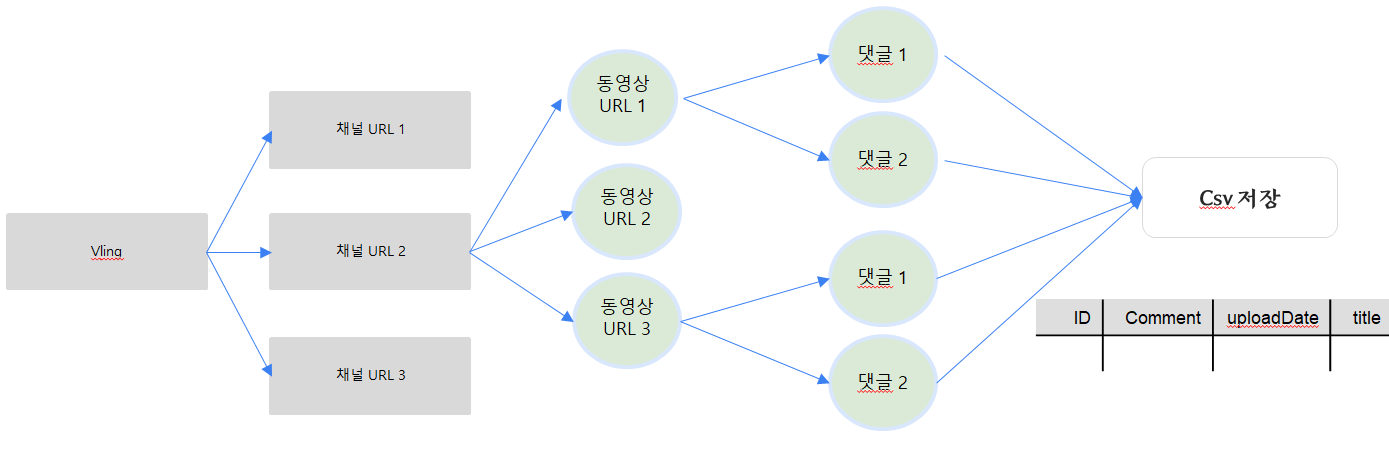 Vling
채널 URL 1
채널 URL 2
채널 URL 3
동영상
URL 1
동영상
URL 2
동영상
URL 3
댓글 1
댓글 2
댓글 1
댓글 2
Csv 저장
ID Comment uploadDate title